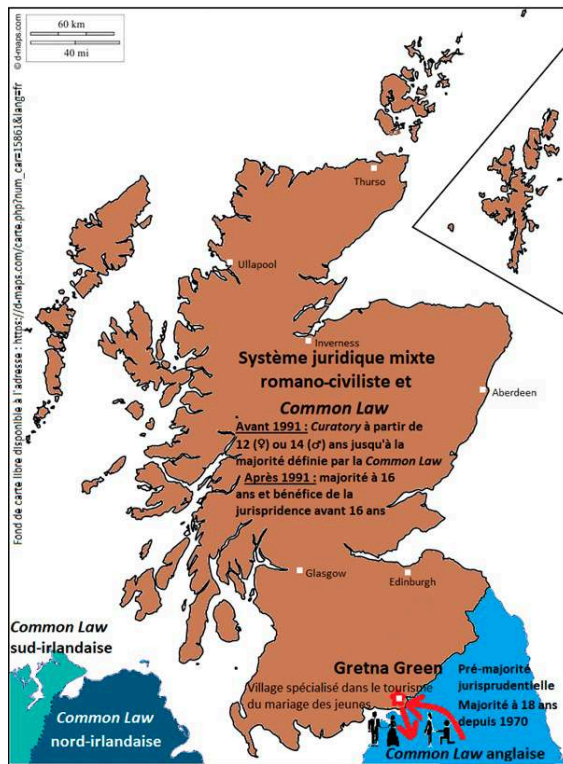 60 km
40 mi
© d-maps.com
Fond de carte libre disponible à l'adresse : https://d-maps.com/carte.php?num_car=15861&lang=fr
Thurso
Ullapool
Inverness
Système juridique mixte
romano-civiliste et
Common Law
Aberdeen
Avant 1991 : Curatory à partir de
12 (♀) ou 14 (♂) ans jusqu'à la
majorité définie par la Common Law
Après 1991 : majorité à 16
ans et bénéfice de la
jurispridence avant 16 ans
Glasgow
Edinburgh
Common Law
sud-irlandaise
Common Law
nord-irlandaise
Gretna Green
Village spécialisé dans le tourisme
du mariage des jeunes
Pré-majorité
jurisprudentielle
Majorité à 18 ans
depuis 1970
Common Law anglaise